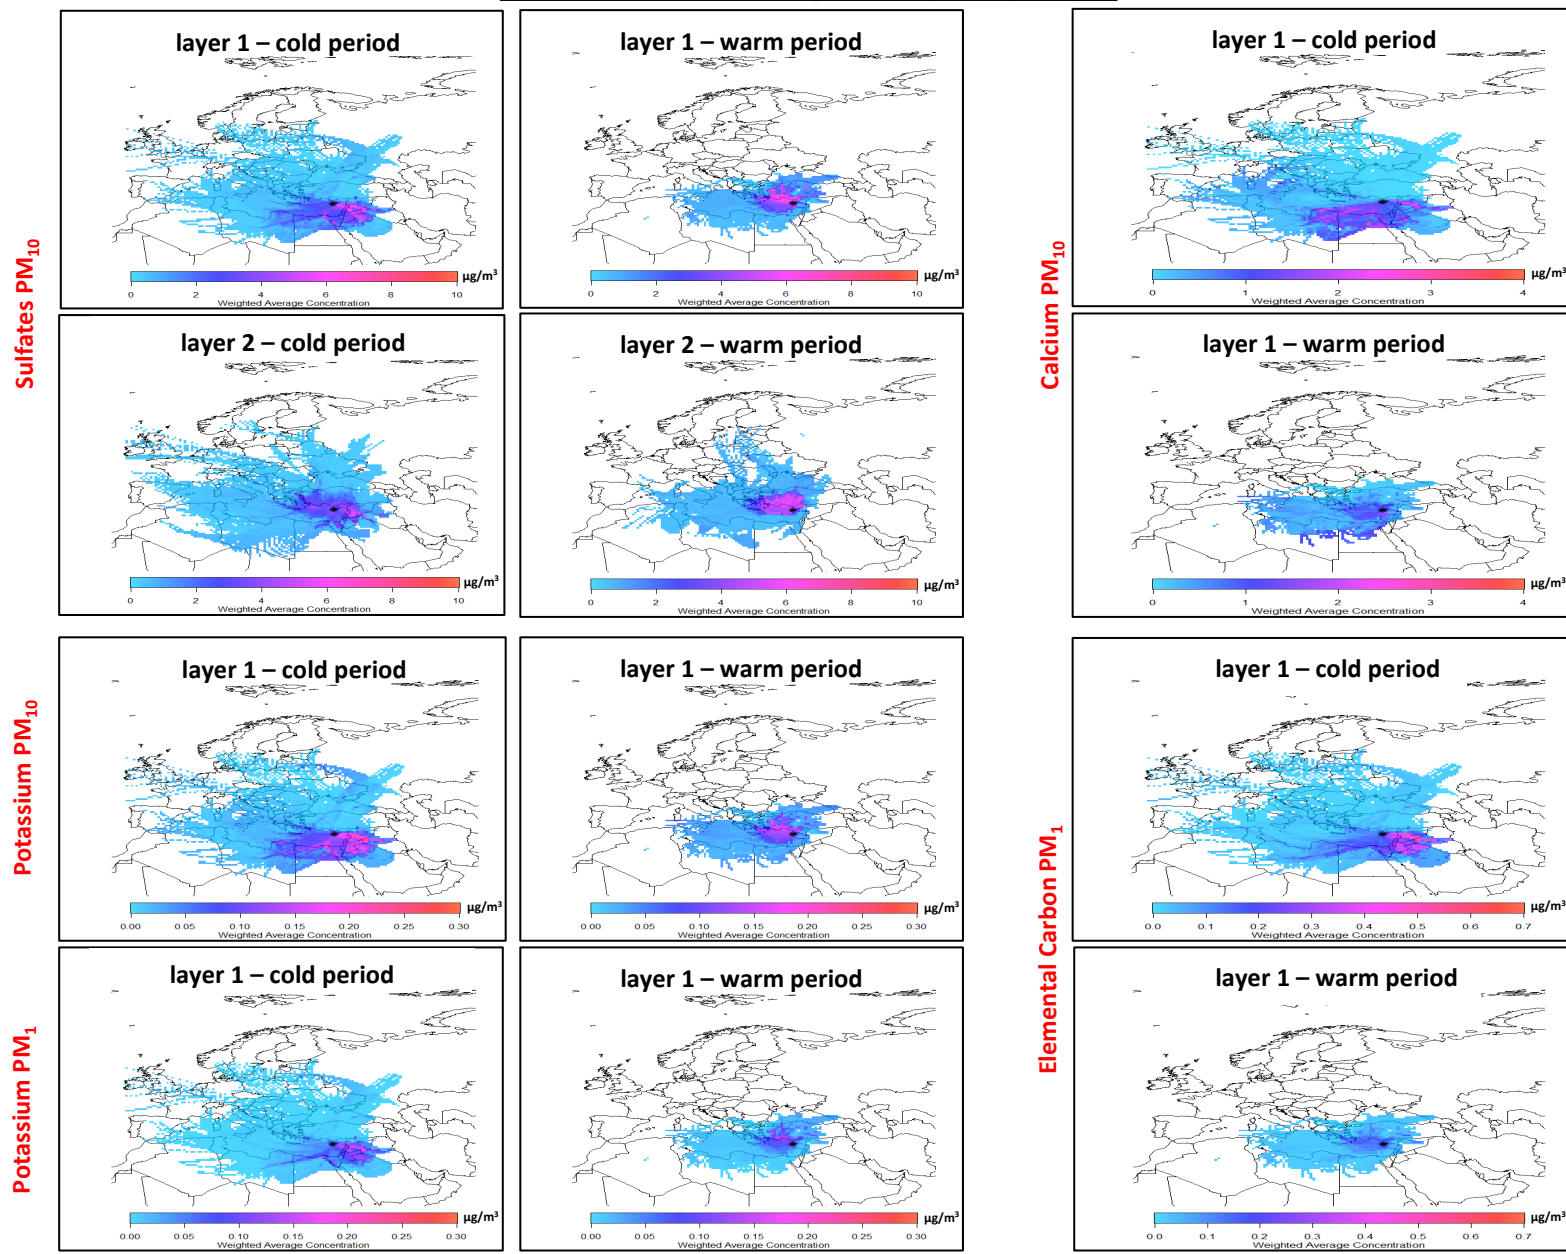 Sulfates PM10
layer 1 – cold period
µg/m3
0 2 4 6 8 10
Weighted Average Concentration
layer 1 – warm period
µg/m3
0 2 4 6 8 10
Weighted Average Concentration
layer 2 – cold period
µg/m3
0 2 4 6 8 10
Weighted Average Concentration
layer 2 – warm period
µg/m3
0 2 4 6 8 10
Weighted Average Concentration
Calcium PM10
layer 1 – cold period
µg/m3
0 1 2 3 4
Weighted Average Concentration
layer 1 – warm period
µg/m3
0 1 2 3 4
Weighted Average Concentration
Potassium PM10
layer 1 – cold period
µg/m3
0.00 0.05 0.10 0.15 0.20 0.25 0.30
Weighted Average Concentration
layer 1 – warm period
µg/m3
0.00 0.05 0.10 0.15 0.20 0.25 0.30
Weighted Average Concentration
Potassium PM1
layer 1 – cold period
µg/m3
0.00 0.05 0.10 0.15 0.20 0.25 0.30
Weighted Average Concentration
layer 1 – warm period
µg/m3
0.00 0.05 0.10 0.15 0.20 0.25 0.30
Weighted Average Concentration
Elemental Carbon PM1
layer 1 – cold period
µg/m3
0.0 0.1 0.2 0.3 0.4 0.5 0.6 0.7
Weighted Average Concentration
layer 1 – warm period
µg/m3
0.0 0.1 0.2 0.3 0.4 0.5 0.6 0.7
Weighted Average Concentration